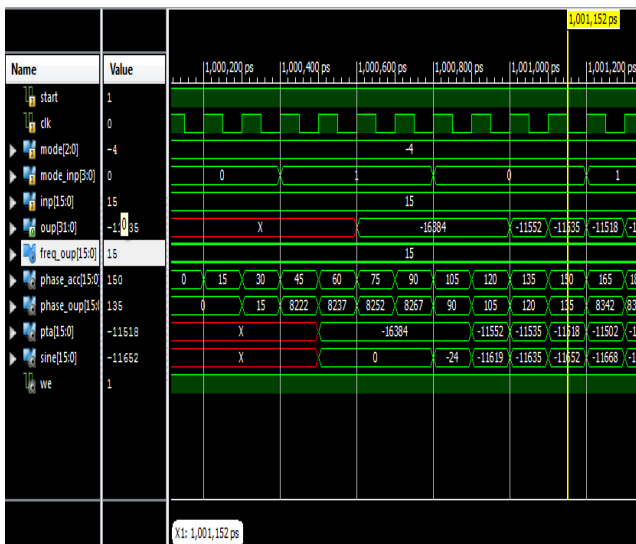 1,001,152 ps
Name Value 1,000,200 ps 1,000,400 ps 1,000,600 ps 1,000,800 ps 1,001,000 ps 1,001,200 ps
start 1
clk 0
mode[2:0] -4 -4
mode_inp[3:0] 0 0 1 0 1
inp[15:0] 15 15
oup[31:0] X -16384 -11552 -11535 -11518
freq_oup[15:0] 15 15
phase_acc[15:0] 150 0 15 30 45 60 75 90 105 120 135 150 165
phase_oup[15: 135 0 15 8222 8237 8252 8267 90 105 120 135 8342
pta[15:0] -11518 X -16384 -11552 -11535 -11518 -11502
sine[15:0] -11652 X 0 -24 -11619 -11635 -11652 -11668
we 1
X1: 1,001,152 ps